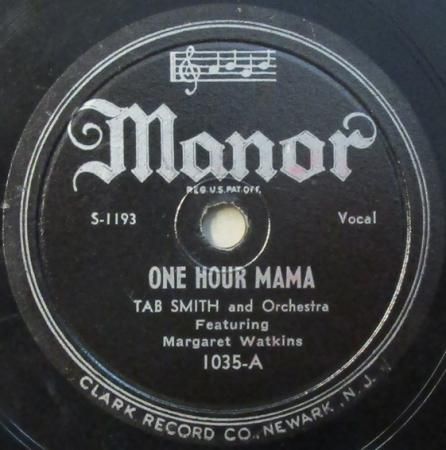 Manor
REG. U.S. PAT. OFF.
S-1193 Vocal
ONE HOUR MAMA
TAB SMITH and Orchestra
Featuring
Margaret Watkins
1035-A
CLARK RECORD CO., NEWARK, N. J.